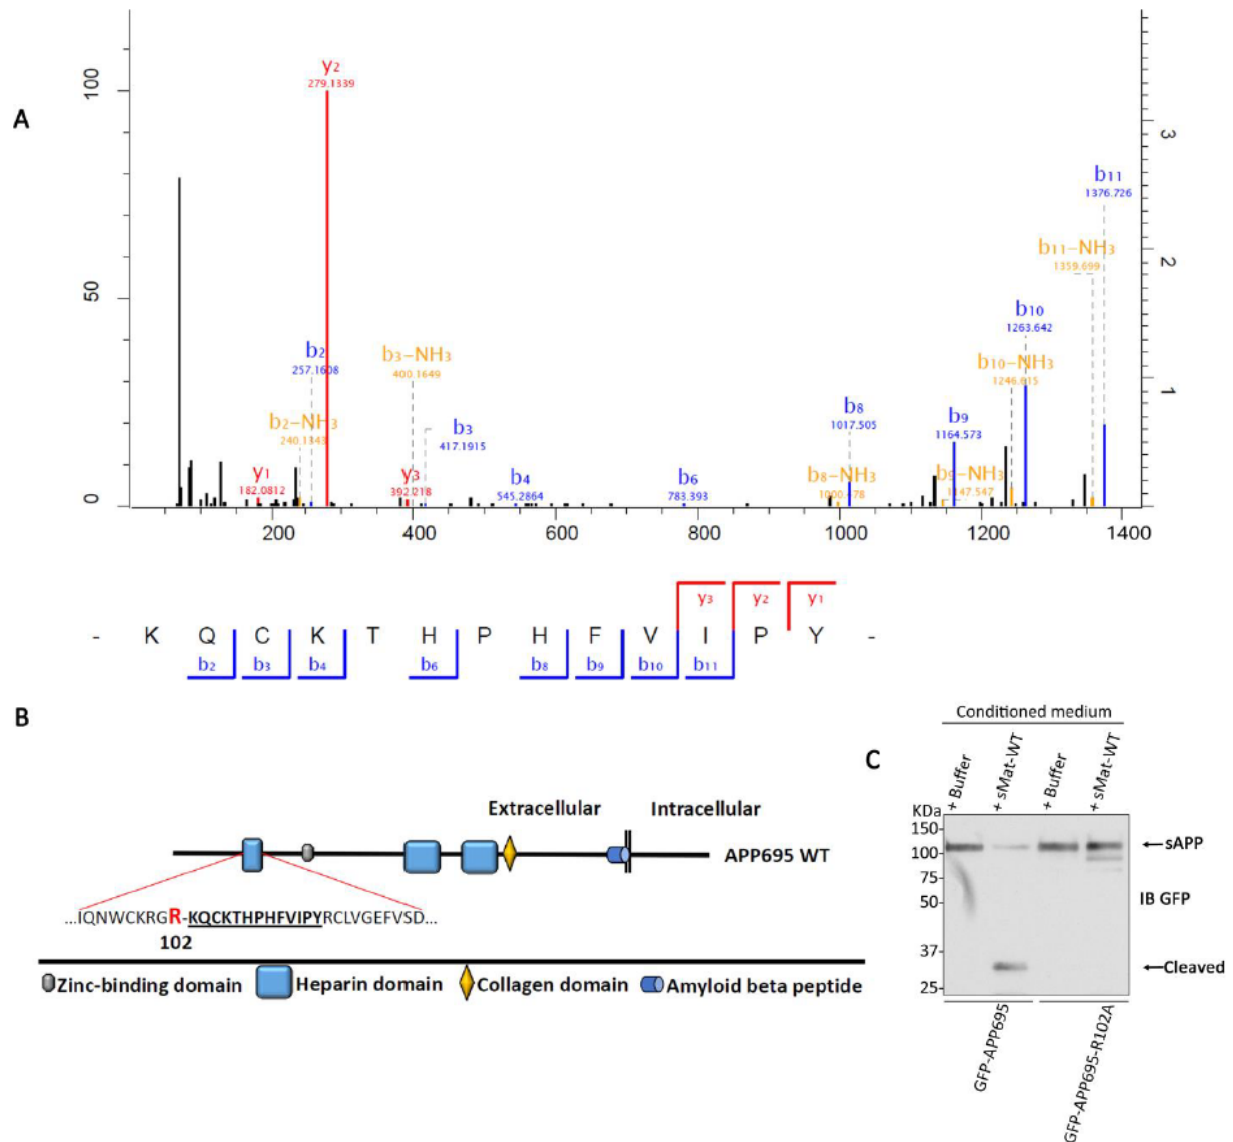 A
100
50
0
3
2
1
y2
279.1339
b11
1376.726
b11-NH3
1359.699
b10
1263.642
b2
257.1608
b3-NH3
400.1649
b10-NH3
1246.615
b2-NH3
240.1343
b3
417.1915
b8
1017.505
b9
1164.573
y1
182.0812
y3
392.218
b4
545.2864
b6
783.393
b8-NH3
1000.478
b9-NH3
1147.547
200 400 600 800 1000 1200 1400
y3 y2 y1
- K Q C K T H P H F V I P Y -
b2 b3 b4 b6 b8 b9 b10 b11
B
Extracellular Intracellular
APP695 WT
...IQNWCKRGR-KQCKTHPHFVIPYRCLVGEFVSD...
102
Zinc-binding domain Heparin domain Collagen domain Amyloid beta peptide
C
Conditioned medium
+ Buffer
+ sMat-WT
+ Buffer
+ sMat-WT
KDa
150-
100-
75-
50-
37-
25-
←sAPP
IB GFP
←Cleaved
GFP-APP695
GFP-APP695-R102A